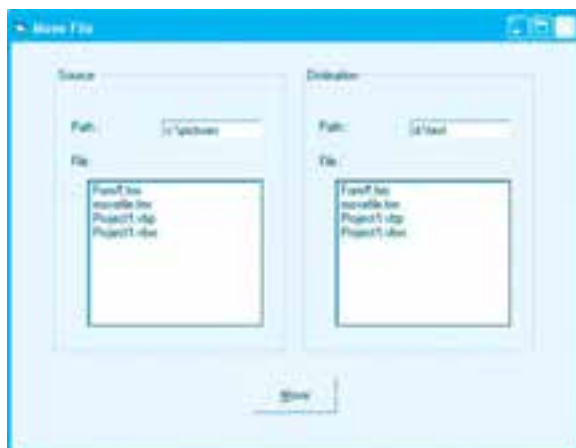 Move File
Source
Path:
c:\pictures
File
Form1.frm
movefile.frm
Project1.vbp
Project1.vbw
Distination
Path:
d:\test
File
Form1.frm
movefile.frm
Project1.vbp
Project1.vbw
Move